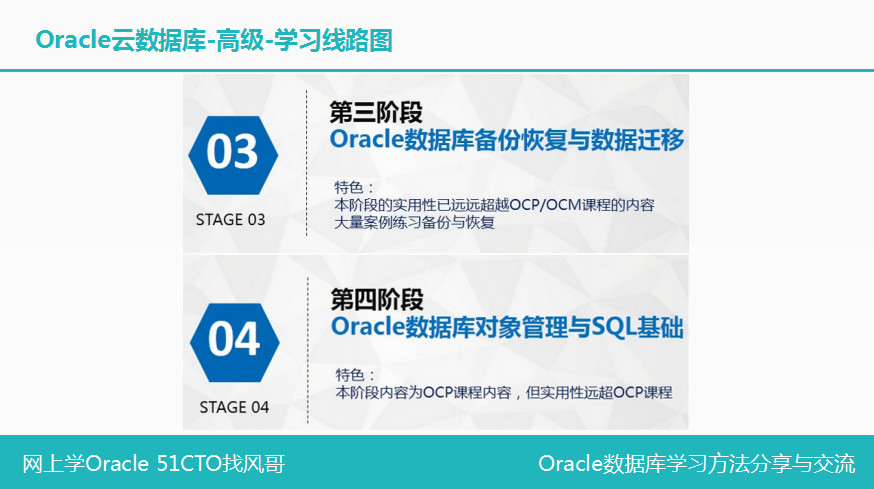 Oracle云数据库-高级-学习线路图
03
STAGE 03
第三阶段
Oracle数据库备份恢复与数据迁移
特色：
本阶段的实用性已远远超越OCP/OCM课程的内容
大量案例练习备份与恢复
04
STAGE 04
第四阶段
Oracle数据库对象管理与SQL基础
特色：
本阶段内容为OCP课程内容，但实用性远超OCP课程
网上学Oracle 51CTO找风哥
Oracle数据库学习方法分享与交流